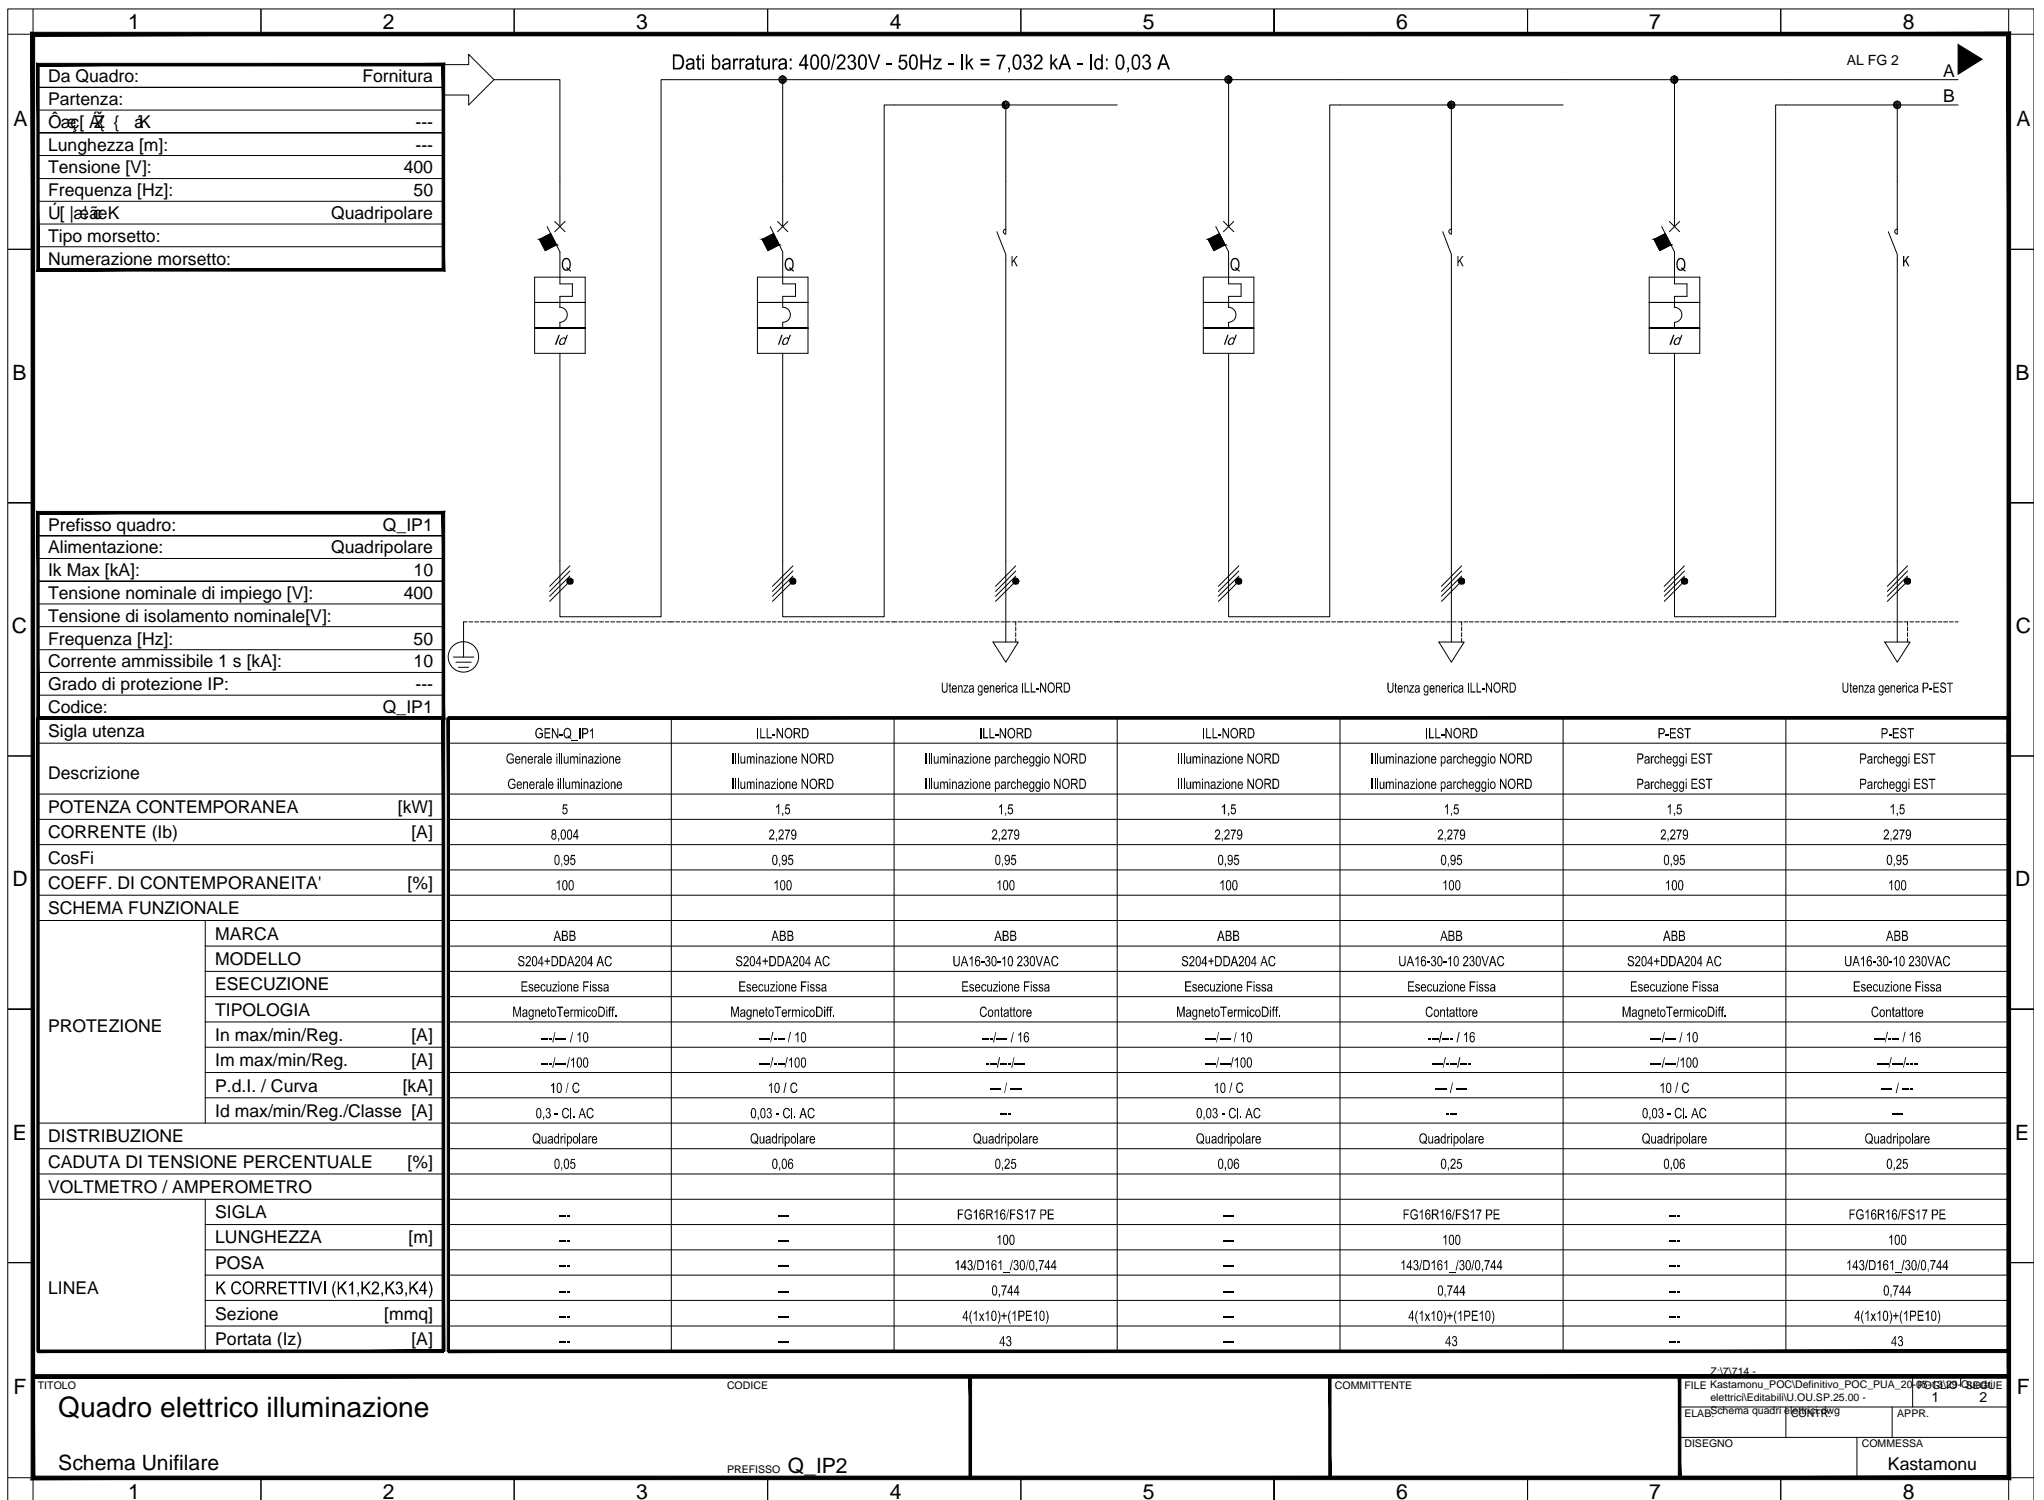 1 2 3 4 5 6 7 8
Dati barratura: 400/230V - 50Hz - Ik = 7,032 kA - Id: 0,03 A
AL FG 2
A
B
Da Quadro: Fornitura
Partenza:
---
Lunghezza [m]: ---
Tensione [V]: 400
Frequenza [Hz]: 50
Quadripolare
Tipo morsetto:
Numerazione morsetto:
A A
Q Q K Q K Q K
Id Id Id Id
B B
Prefisso quadro: Q_IP1
Alimentazione: Quadripolare
Ik Max [kA]: 10
Tensione nominale di impiego [V]: 400
Tensione di isolamento nominale[V]:
Frequenza [Hz]: 50
Corrente ammissibile 1 s [kA]: 10
Grado di protezione IP: ---
Codice: Q_IP1
C C
Utenza generica ILL-NORD Utenza generica ILL-NORD Utenza generica P-EST
Sigla utenza GEN-Q_IP1 ILL-NORD ILL-NORD ILL-NORD ILL-NORD P-EST P-EST
Descrizione
Generale illuminazione Illuminazione NORD Illuminazione parcheggio NORD Illuminazione NORD Illuminazione parcheggio NORD Parcheggi EST Parcheggi EST
Generale illuminazione Illuminazione NORD Illuminazione parcheggio NORD Illuminazione NORD Illuminazione parcheggio NORD Parcheggi EST Parcheggi EST
POTENZA CONTEMPORANEA [kW] 5 1,5 1,5 1,5 1,5 1,5 1,5
CORRENTE (Ib) [A] 8,004 2,279 2,279 2,279 2,279 2,279 2,279
CosFi 0,95 0,95 0,95 0,95 0,95 0,95 0,95
D D
COEFF. DI CONTEMPORANEITA' [%] 100 100 100 100 100 100 100
SCHEMA FUNZIONALE
PROTEZIONE
MARCA ABB ABB ABB ABB ABB ABB ABB
MODELLO S204+DDA204 AC S204+DDA204 AC UA16-30-10 230VAC S204+DDA204 AC UA16-30-10 230VAC S204+DDA204 AC UA16-30-10 230VAC
ESECUZIONE Esecuzione Fissa Esecuzione Fissa Esecuzione Fissa Esecuzione Fissa Esecuzione Fissa Esecuzione Fissa Esecuzione Fissa
TIPOLOGIA MagnetoTermicoDiff. MagnetoTermicoDiff. Contattore MagnetoTermicoDiff. Contattore MagnetoTermicoDiff. Contattore
In max/min/Reg. [A] ---/--- / 10 ---/--- / 10 ---/--- / 16 ---/--- / 10 ---/--- / 16 ---/--- / 10 ---/--- / 16
Im max/min/Reg. [A] ---/---/100 ---/---/100 ---/---/--- ---/---/100 ---/---/--- ---/---/100 ---/---/---
P.d.I. / Curva [kA] 10 / C 10 / C --- / --- 10 / C --- / --- 10 / C --- / ---
Id max/min/Reg./Classe [A] 0,3 - Cl. AC 0,03 - Cl. AC --- 0,03 - Cl. AC --- 0,03 - Cl. AC ---
E E
DISTRIBUZIONE Quadripolare Quadripolare Quadripolare Quadripolare Quadripolare Quadripolare Quadripolare
CADUTA DI TENSIONE PERCENTUALE [%] 0,05 0,06 0,25 0,06 0,25 0,06 0,25
VOLTMETRO / AMPEROMETRO
LINEA
SIGLA --- --- FG16R16/FS17 PE --- FG16R16/FS17 PE --- FG16R16/FS17 PE
LUNGHEZZA [m] --- --- 100 --- 100 --- 100
POSA --- --- 143/D161_/30/0,744 --- 143/D161_/30/0,744 --- 143/D161_/30/0,744
K CORRETTIVI (K1,K2,K3,K4) --- --- 0,744 --- 0,744 --- 0,744
Sezione [mmq] --- --- 4(1x10)+(1PE10) --- 4(1x10)+(1PE10) --- 4(1x10)+(1PE10)
Portata (Iz) [A] --- --- 43 --- 43 --- 43
F F
TITOLO
Quadro elettrico illuminazione
Schema Unifilare
CODICE
PREFISSO Q_IP2
COMMITTENTE
Z:\7\714 -
FILE Kastamonu_POC\Definitivo_POC_PUA_20
elettrici\Editabili\U.OU.SP.25.00 -
Schema quadri elettrici.dwg
FOGLIO SEGUE
1 2
ELAB. CONTR. APPR.
DISEGNO
COMMESSA
Kastamonu
1 2 3 4 5 6 7 8